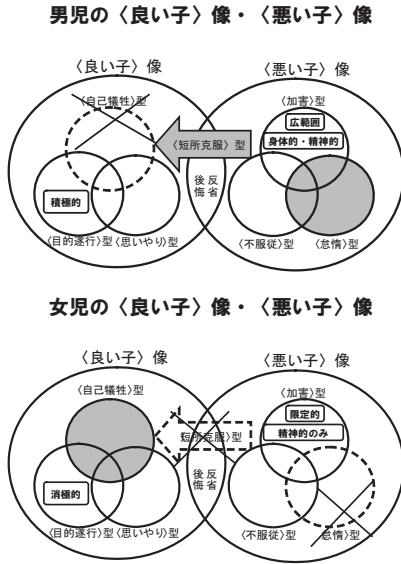 男児の〈良い子〉像・〈悪い子〉像
〈良い子〉像
〈悪い子〉像
〈自己犠牲〉型
〈加害〉型
広範囲
〈短所克服〉型
身体的・精神的
後悔
反省
積極的
〈目的遂行〉型
〈思いやり〉型
〈不服従〉型
〈怠惰〉型
女児の〈良い子〉像・〈悪い子〉像
〈良い子〉像
〈悪い子〉像
〈自己犠牲〉型
〈加害〉型
限定的
短所克服〉型
精神的のみ
後悔
反省
消極的
〈目的遂行〉型
〈思いやり〉型
〈不服従〉型
〈怠惰〉型